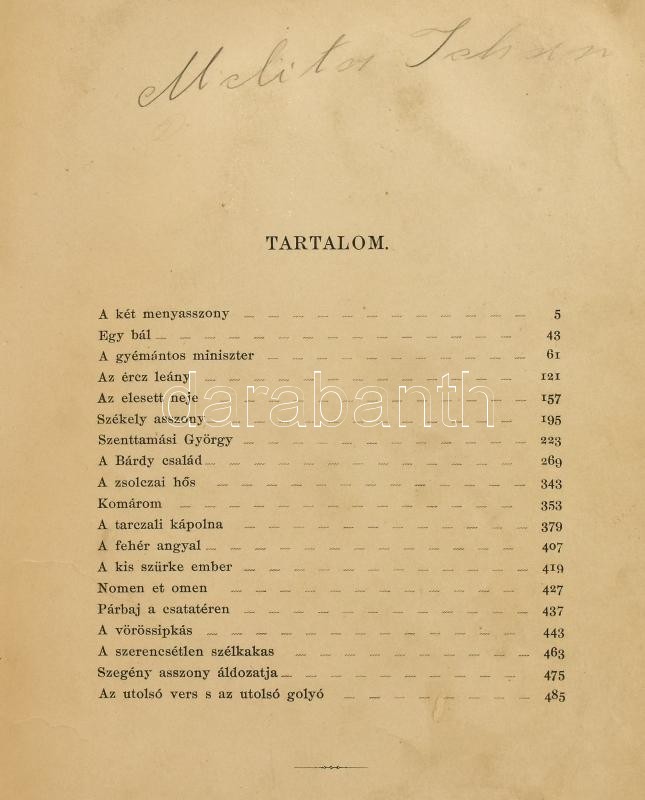 Melita
TARTALOM.
A két menyasszony 5
Egy bál 43
A gyémántos miniszter 61
Az ércz leány 121
Az elesett neje 157
Székely asszony 195
Szenttamási György 223
A Bárdy család 269
A zsolczai hős 343
Komárom 353
A tarczali kápolna 379
A fehér angyal 407
A kis szürke ember 419
Nomen et omen 427
Párbaj a csatatéren 437
A vörössipkás 443
A szerencsétlen szélkakas 463
Szegény asszony áldozatja 475
Az utolsó vers s az utolsó golyó 485
darabanth